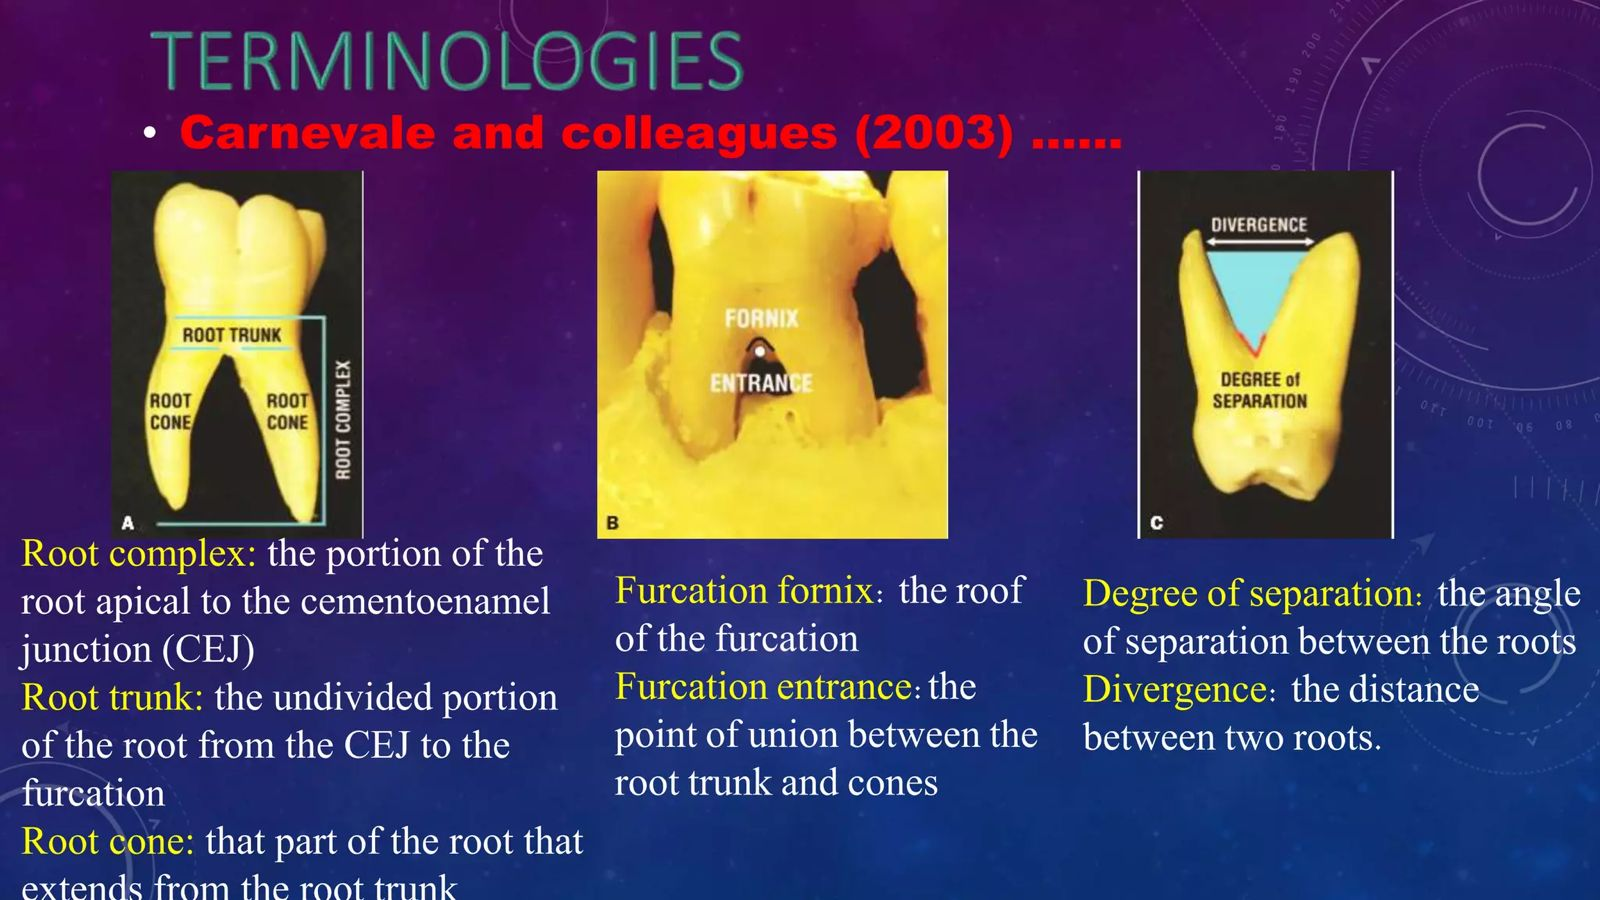 TERMINOLOGIES
• Carnevale and colleagues (2003) ......
ROOT TRUNK
ROOT CONE
ROOT CONE
ROOT COMPLEX
A
FORNIX
ENTRANCE
B
DIVERGENCE
DEGREE of
SEPARATION
C
Root complex: the portion of the
root apical to the cementoenamel
junction (CEJ)
Root trunk: the undivided portion
of the root from the CEJ to the
furcation
Root cone: that part of the root that
extends from the root trunk
Furcation fornix: the roof
of the furcation
Furcation entrance: the
point of union between the
root trunk and cones
Degree of separation: the angle
of separation between the roots
Divergence: the distance
between two roots.